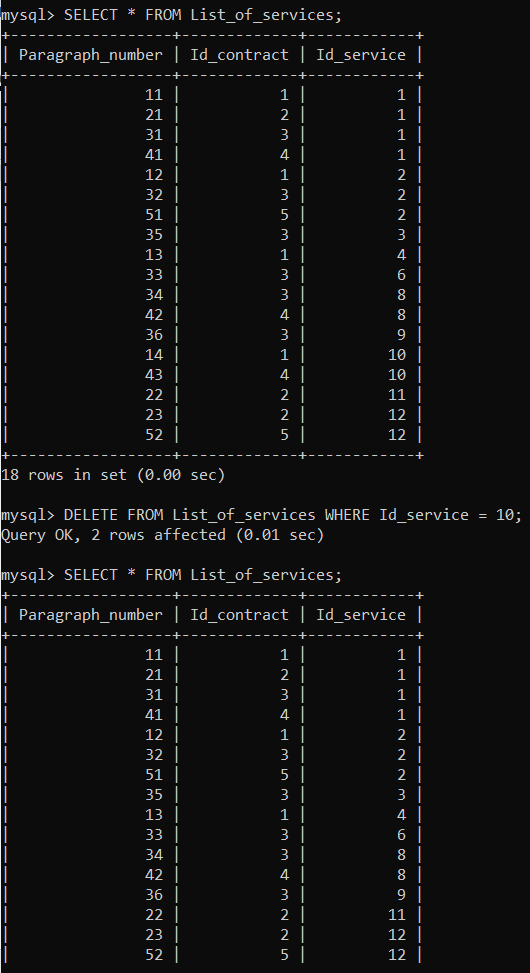 mysql> SELECT * FROM List_of_services;
+------------------+-------------+------------+
| Paragraph_number | Id_contract | Id_service |
+------------------+-------------+------------+
|               11 |           1 |          1 |
|               21 |           2 |          1 |
|               31 |           3 |          1 |
|               41 |           4 |          1 |
|               12 |           1 |          2 |
|               32 |           3 |          2 |
|               51 |           5 |          2 |
|               35 |           3 |          3 |
|               13 |           1 |          4 |
|               33 |           3 |          6 |
|               34 |           3 |          8 |
|               42 |           4 |          8 |
|               36 |           3 |          9 |
|               14 |           1 |         10 |
|               43 |           4 |         10 |
|               22 |           2 |         11 |
|               23 |           2 |         12 |
|               52 |           5 |         12 |
+------------------+-------------+------------+
18 rows in set (0.00 sec)
mysql> DELETE FROM List_of_services WHERE Id_service = 10;
Query OK, 2 rows affected (0.01 sec)
mysql> SELECT * FROM List_of_services;
+------------------+-------------+------------+
| Paragraph_number | Id_contract | Id_service |
+------------------+-------------+------------+
|               11 |           1 |          1 |
|               21 |           2 |          1 |
|               31 |           3 |          1 |
|               41 |           4 |          1 |
|               12 |           1 |          2 |
|               32 |           3 |          2 |
|               51 |           5 |          2 |
|               35 |           3 |          3 |
|               13 |           1 |          4 |
|               33 |           3 |          6 |
|               34 |           3 |          8 |
|               42 |           4 |          8 |
|               36 |           3 |          9 |
|               22 |           2 |         11 |
|               23 |           2 |         12 |
|               52 |           5 |         12 |